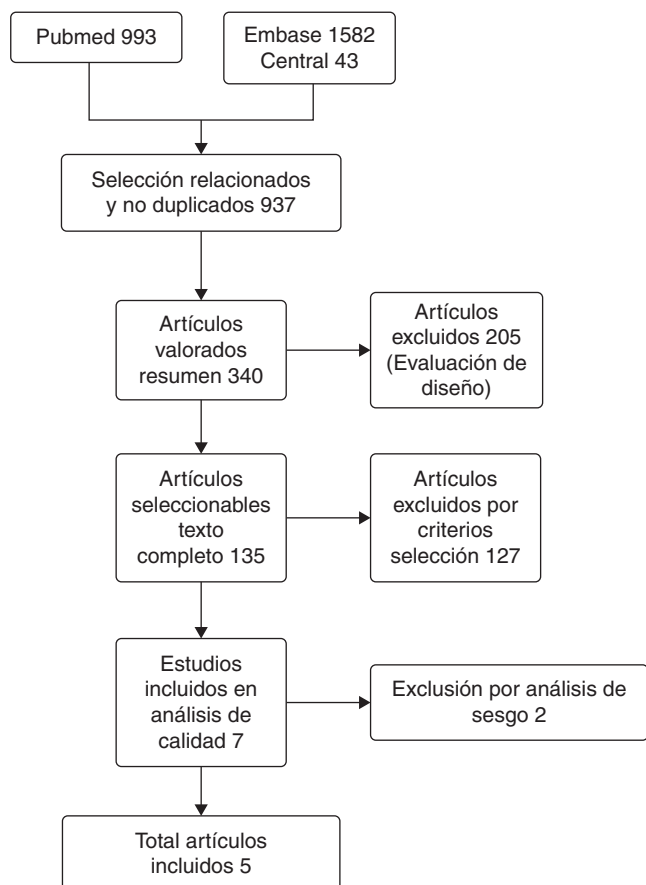 Pubmed 993
Embase 1582
Central 43
Selección relacionados
y no duplicados 937
Artículos
valorados
resumen 340
Artículos
excluidos 205
(Evaluación de
diseño)
Artículos
seleccionables
texto
completo 135
Artículos
excluidos por
criterios
selección 127
Estudios
incluidos en
análisis de
calidad 7
Exclusión por análisis de
sesgo 2
Total artículos
incluidos 5